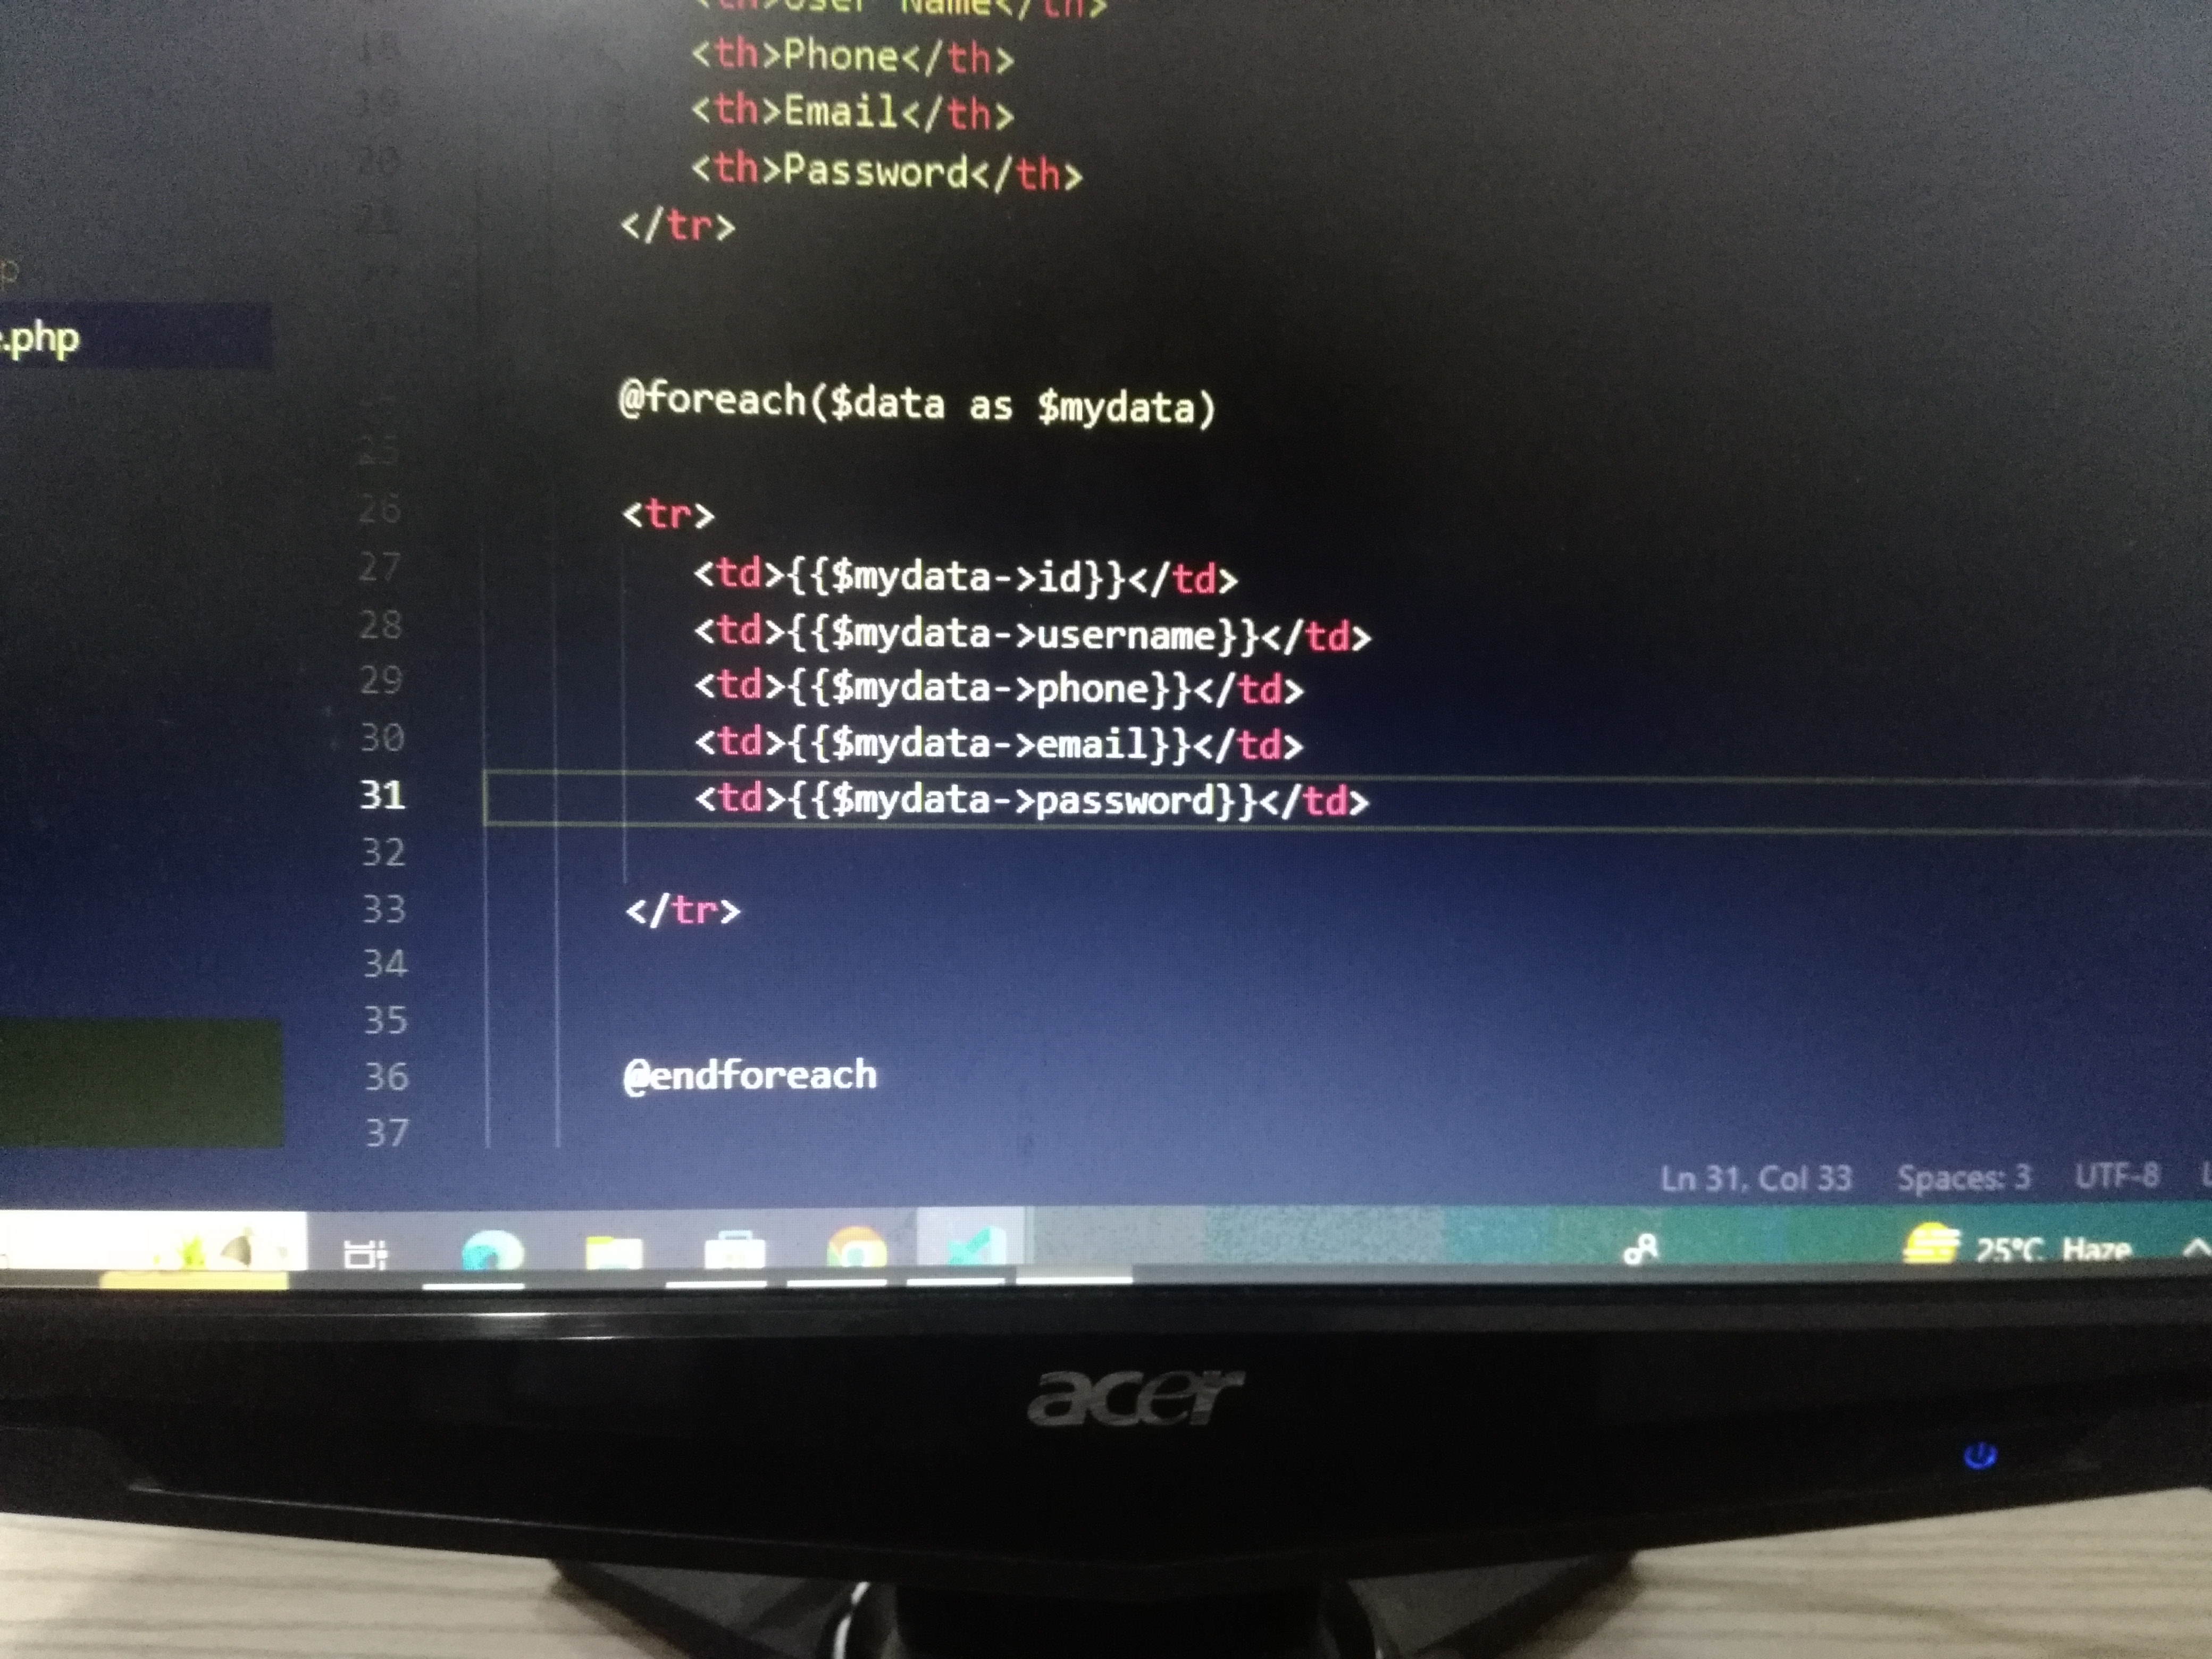 <th>User Name</th>
18 <th>Phone</th>
19 <th>Email</th>
20 <th>Password</th>
21 </tr>
22
p
e.php
@foreach($data as $mydata)
25
26 <tr>
27 <td>{{$mydata->id}}</td>
28 <td>{{$mydata->username}}</td>
29 <td>{{$mydata->phone}}</td>
30 <td>{{$mydata->email}}</td>
31 <td>{{$mydata->password}}</td>
32
33 </tr>
34
35
36 @endforeach
37
Ln 31, Col 33 Spaces: 3 UTF-8
25°C Haze
acer